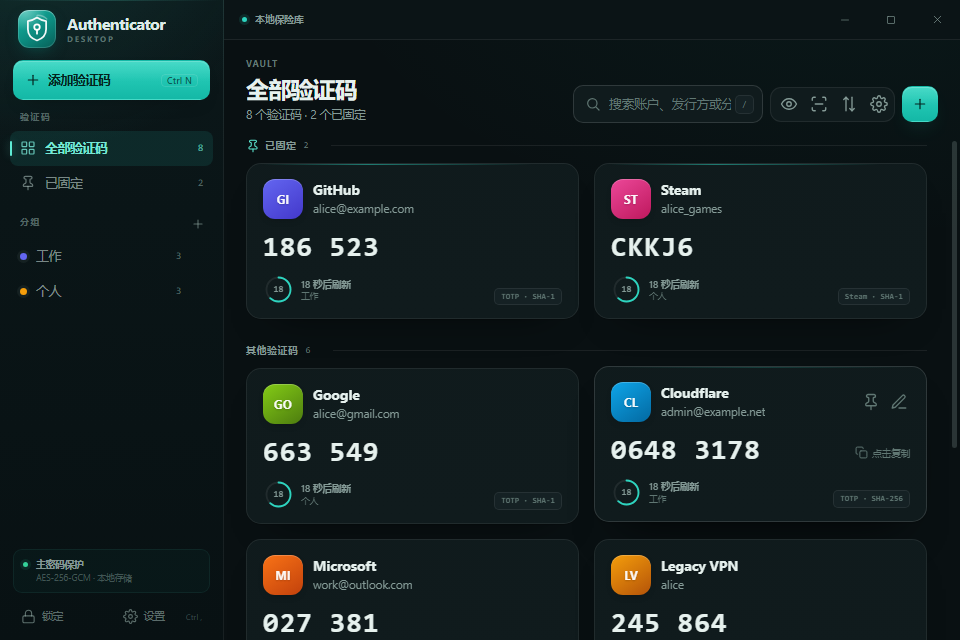 Authenticator
DESKTOP
添加验证码 Ctrl N
验证码
全部验证码 8
已固定 2
分组
工作 3
个人 3
主密码保护
AES-256-GCM · 本地存储
锁定 设置 Ctrl ,
本地保险库
VAULT
全部验证码
8 个验证码 · 2 个已固定
搜索账户、发行方或分 /
已固定 2
GI GitHub
alice@example.com
186 523
18 18 秒后刷新
工作
TOTP · SHA-1
ST Steam
alice_games
CKKJ6
18 18 秒后刷新
个人
Steam · SHA-1
其他验证码 6
GO Google
alice@gmail.com
663 549
18 18 秒后刷新
个人
TOTP · SHA-1
CL Cloudflare
admin@example.net
0648 3178
点击复制
18 18 秒后刷新
工作
TOTP · SHA-256
MI Microsoft
work@outlook.com
027 381
LV Legacy VPN
alice
245 864